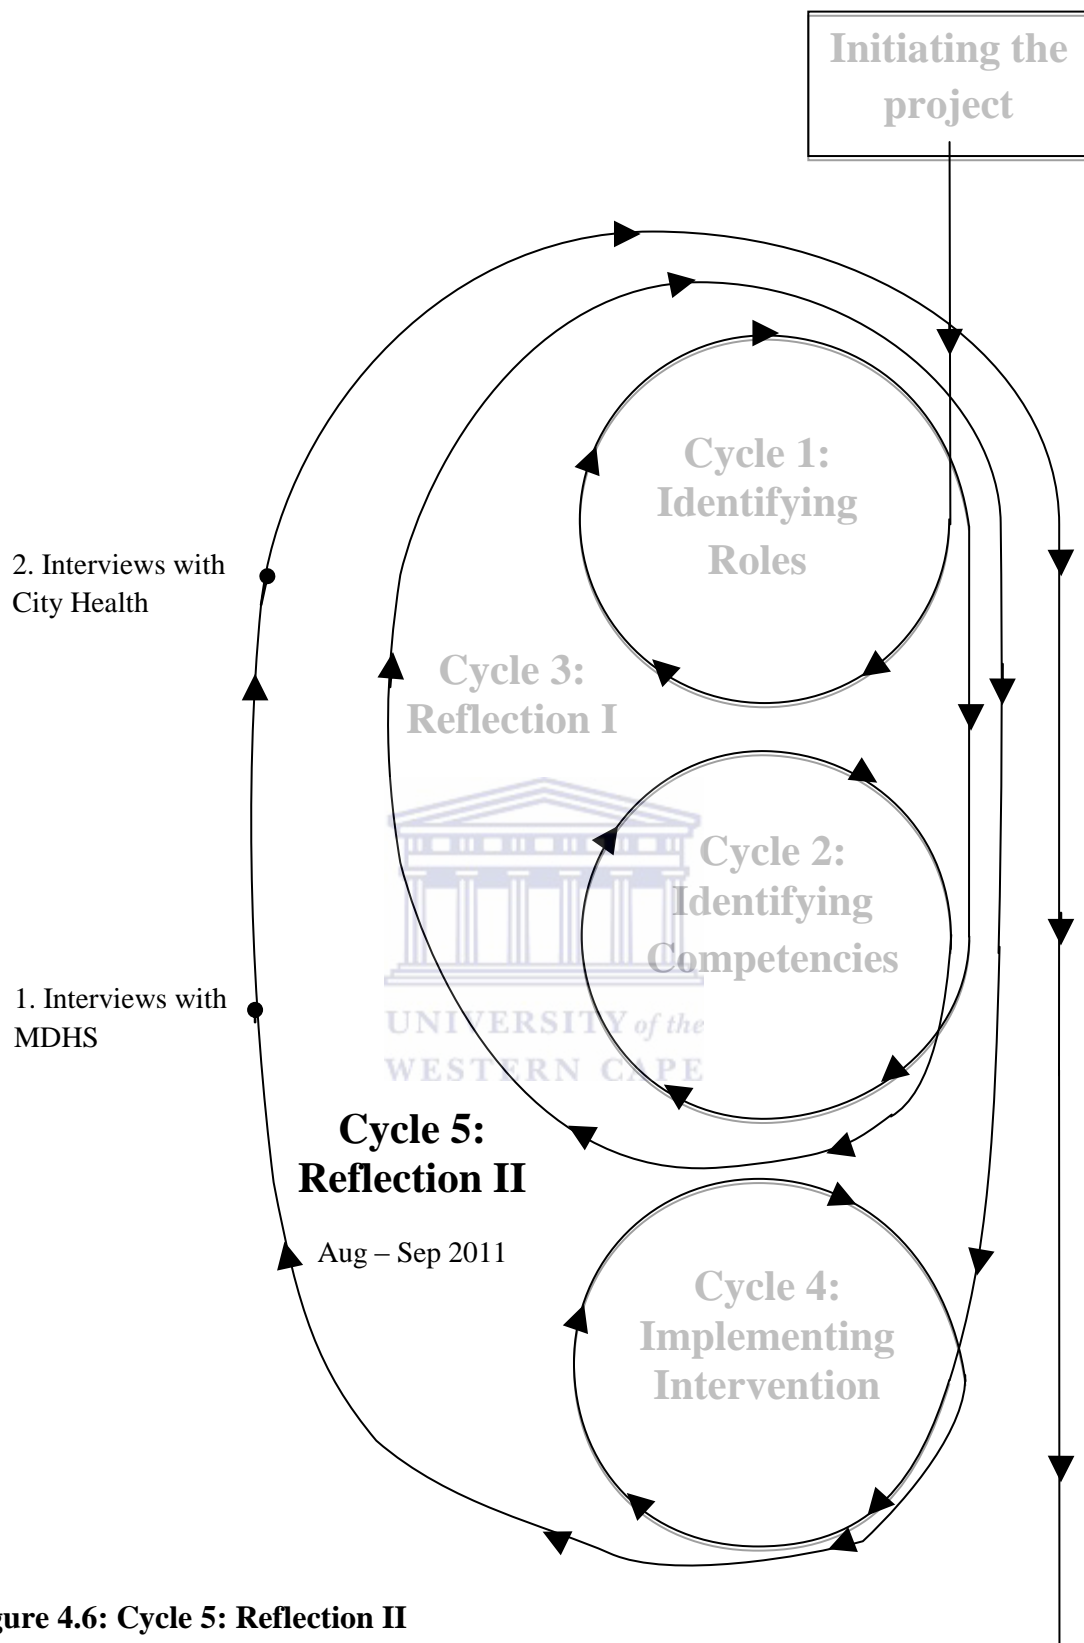 Initiating the
project
Cycle 1:
Identifying
Roles
2. Interviews with
City Health
Cycle 3:
Reflection I
Cycle 2:
Identifying
Competencies
1. Interviews with
MDHS
UNIVERSITY of the
WESTERN CAPE
Cycle 5:
Reflection II
Aug – Sep 2011
Cycle 4:
Implementing
Intervention
gure 4.6: Cycle 5: Reflection II